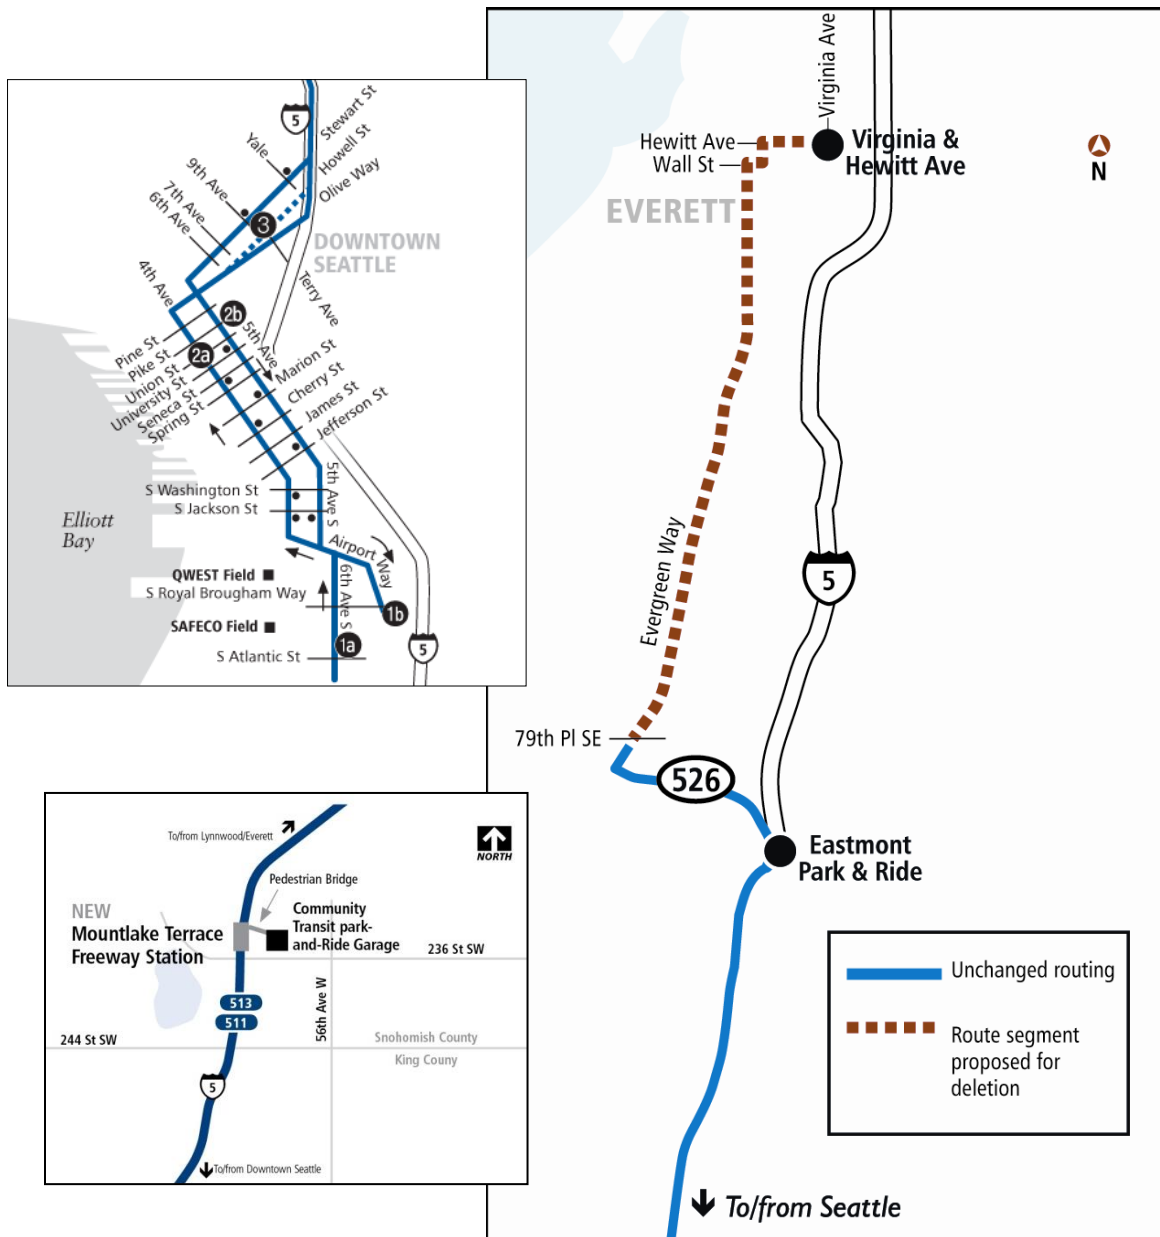 5
Stewart St
Howell St
Olive Way
Yale
9th Ave
7th Ave
6th Ave
3
DOWNTOWN
SEATTLE
4th Ave
Terry Ave
2b
2a
5th Ave
Pine St
Pike St
Union St
University St
Seneca St
Spring St
Marion St
Cherry St
James St
Jefferson St
S Washington St
S Jackson St
5th Ave S
Elliott
Bay
Airport Way
QWEST Field
S Royal Brougham Way
6th Ave S
1b
SAFECO Field
1a
S Atlantic St
5
Virginia Ave
Hewitt Ave
Wall St
Virginia &
Hewitt Ave
N
EVERETT
Evergreen Way
5
79th Pl SE
526
Eastmont
Park & Ride
Unchanged routing
Route segment
proposed for
deletion
To/from Seattle
To/from Lynnwood/Everett
NORTH
Pedestrian Bridge
NEW
Mountlake Terrace
Freeway Station
Community
Transit park-
and-Ride Garage
236 St SW
513
511
56th Ave W
244 St SW
Snohomish County
King Couny
5
To/from Downtown Seattle